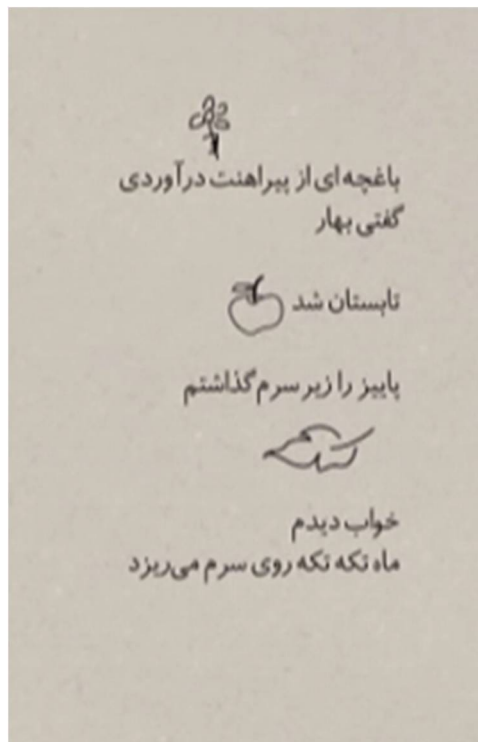 باغچه ای از پیراهنت درآوردی
گفتی بهار
تابستان شد
پاییز را زیر سرم گذاشتم
خواب دیدم
ماه تکه تکه روی سرم می‌ریزد